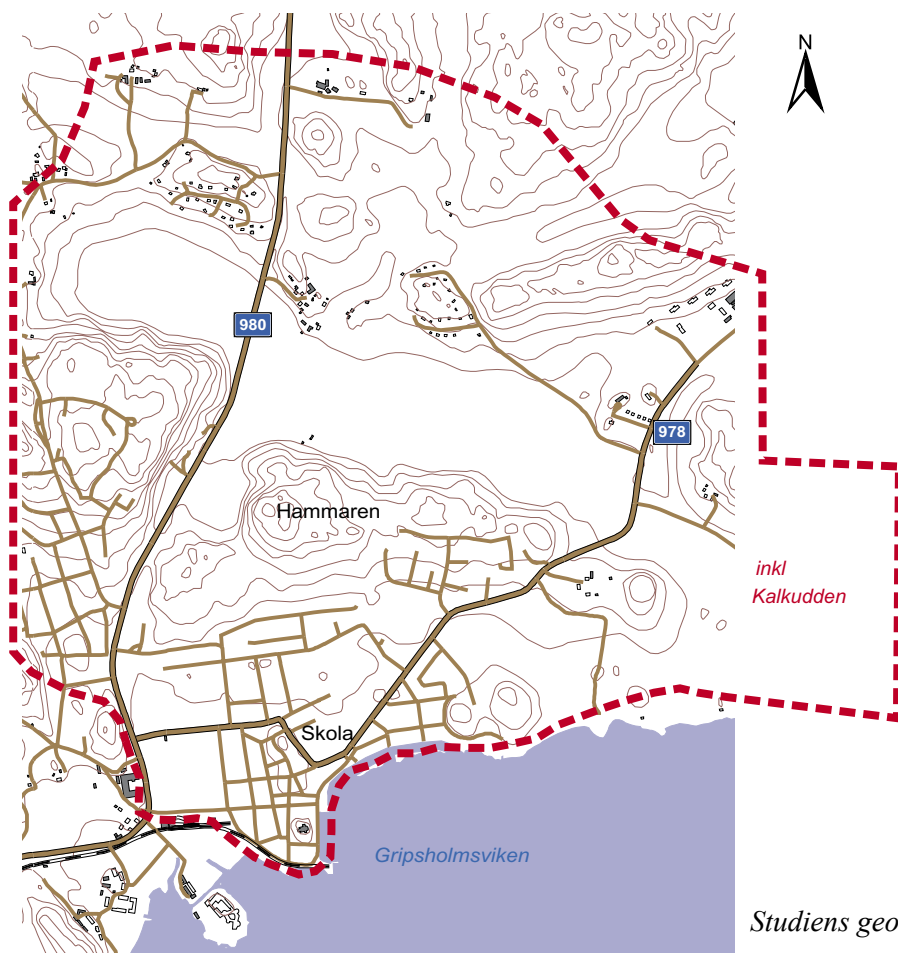 N
980
978
Hammaren
inkl
Kalkudden
Skola
Gripsholmsviken
Studiens geo